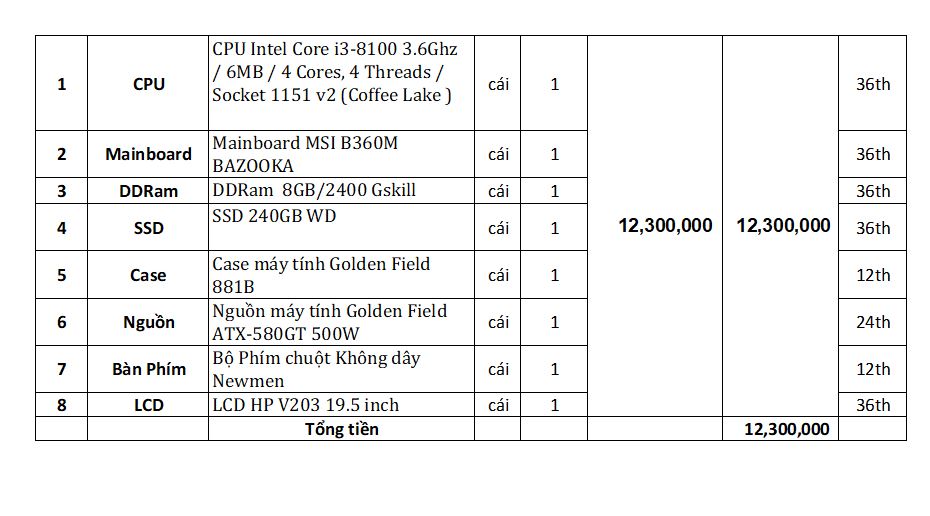 1 CPU CPU Intel Core i3-8100 3.6Ghz
/ 6MB / 4 Cores, 4 Threads /
Socket 1151 v2 (Coffee Lake ) cái 1 36th
2 Mainboard Mainboard MSI B360M
BAZOOKA cái 1 36th
3 DDRam DDRam 8GB/2400 Gskill cái 1 36th
4 SSD SSD 240GB WD cái 1 12,300,000 12,300,000 36th
5 Case Case máy tính Golden Field
881B cái 1 12th
6 Nguồn Nguồn máy tính Golden Field
ATX-580GT 500W cái 1 24th
7 Bàn Phím Bộ Phím chuột Không dây
Newmen cái 1 12th
8 LCD LCD HP V203 19.5 inch cái 1 36th
Tổng tiền 12,300,000